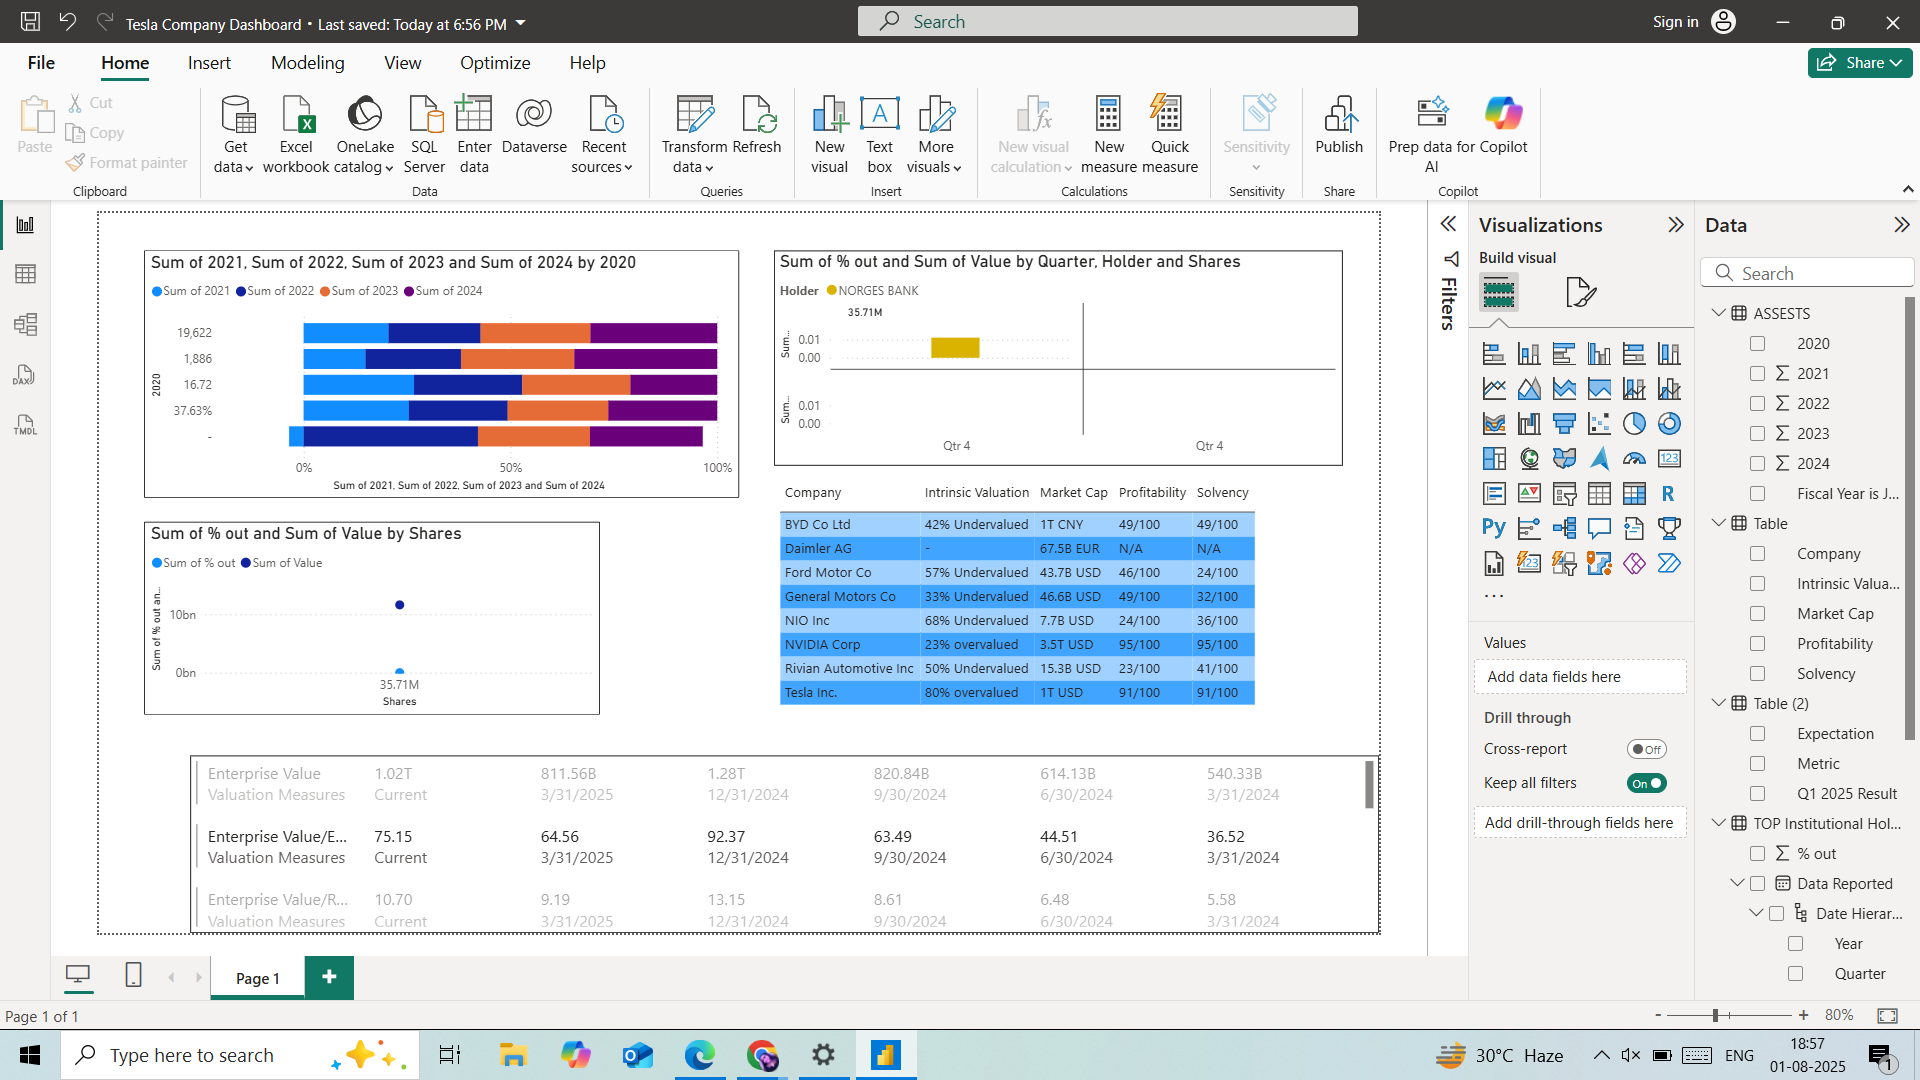 Tesla Company Dashboard • Last saved: Today at 6:56 PM
Search
Sign in
File
Home
Insert
Modeling
View
Optimize
Help
Share
Paste
Cut
Copy
Format painter
Clipboard
Get data
Excel workbook
OneLake catalog
SQL Server
Enter data
Dataverse
Recent sources
Data
Transform data
Refresh
Queries
New visual
Text box
More visuals
Insert
New visual calculation
New measure
Quick measure
Calculations
Sensitivity
Sensitivity
Publish
Share
Prep data for AI
Copilot
Copilot
DAX
TMDL
Sum of 2021, Sum of 2022, Sum of 2023 and Sum of 2024 by 2020
Sum of 2021 Sum of 2022 Sum of 2023 Sum of 2024
2020
19,622
1,886
16.72
37.63%
-
0% 50% 100%
Sum of 2021, Sum of 2022, Sum of 2023 and Sum of 2024
Sum of % out and Sum of Value by Quarter, Holder and Shares
Holder NORGES BANK
35.71M
Sum...
0.01
0.00
Sum...
0.01
0.00
Qtr 4 Qtr 4
Sum of % out and Sum of Value by Shares
Sum of % out Sum of Value
Sum of % out an...
10bn
0bn
35.71M
Shares
Company Intrinsic Valuation Market Cap Profitability Solvency
BYD Co Ltd 42% Undervalued 1T CNY 49/100 49/100
Daimler AG - 67.5B EUR N/A N/A
Ford Motor Co 57% Undervalued 43.7B USD 46/100 24/100
General Motors Co 33% Undervalued 46.6B USD 49/100 32/100
NIO Inc 68% Undervalued 7.7B USD 24/100 36/100
NVIDIA Corp 23% overvalued 3.5T USD 95/100 95/100
Rivian Automotive Inc 50% Undervalued 15.3B USD 23/100 41/100
Tesla Inc. 80% overvalued 1T USD 91/100 91/100
Enterprise Value 1.02T 811.56B 1.28T 820.84B 614.13B 540.33B
Valuation Measures Current 3/31/2025 12/31/2024 9/30/2024 6/30/2024 3/31/2024
Enterprise Value/E... 75.15 64.56 92.37 63.49 44.51 36.52
Valuation Measures Current 3/31/2025 12/31/2024 9/30/2024 6/30/2024 3/31/2024
Enterprise Value/R... 10.70 9.19 13.15 8.61 6.48 5.58
Valuation Measures Current 3/31/2025 12/31/2024 9/30/2024 6/30/2024 3/31/2024
Filters
Visualizations
Build visual
123
R
Py
123
...
Values
Add data fields here
Drill through
Cross-report
Off
Keep all filters
On
Add drill-through fields here
Data
Search
ASSESTS
2020
2021
2022
2023
2024
Fiscal Year is J...
Table
Company
Intrinsic Valua...
Market Cap
Profitability
Solvency
Table (2)
Expectation
Metric
Q1 2025 Result
TOP Institutional Hol...
% out
Data Reported
Date Hierar...
Year
Quarter
Page 1
Page 1 of 1
- + 80%
Type here to search
30°C Haze
ENG
18:57
01-08-2025
1